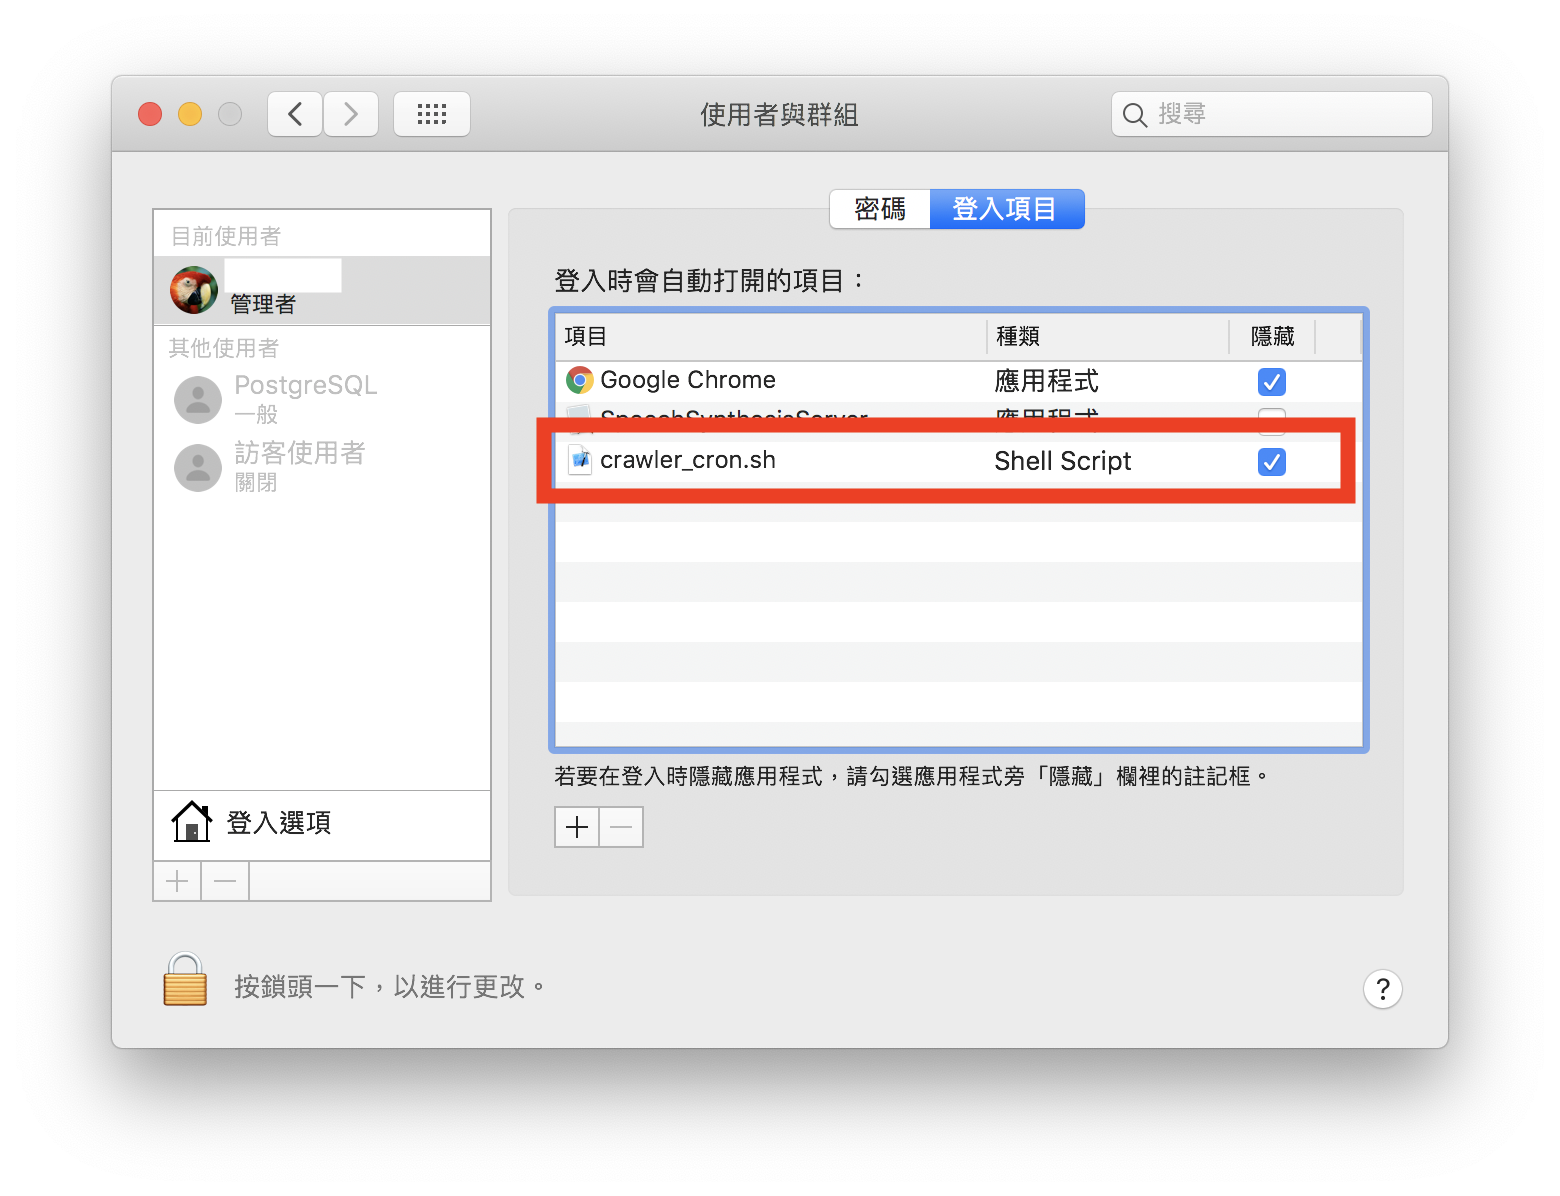 使用者與群組
搜尋
密碼
登入項目
目前使用者
管理者
其他使用者
PostgreSQL
一般
訪客使用者
關閉
登入選項
登入時會自動打開的項目：
項目 種類 隱藏
Google Chrome 應用程式
SpeechSynthesisServer 應用程式
crawler_cron.sh Shell Script
若要在登入時隱藏應用程式，請勾選應用程式旁「隱藏」欄裡的註記框。
按鎖頭一下，以進行更改。
?